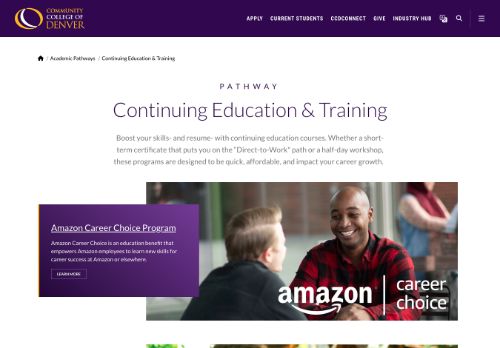 COMMUNITY
COLLEGE OF
DENVER
APPLY CURRENT STUDENTS CCDCONNECT GIVE INDUSTRY HUB
Academic Pathways / Continuing Education & Training
PATHWAY
Continuing Education & Training
Boost your skills- and resume- with continuing education courses. Whether a short-
term certificate that puts you on the "Direct-to-Work" path or a half-day workshop,
these programs are designed to be quick, affordable, and impact your career growth.
Amazon Career Choice Program
Amazon Career Choice is an education benefit that
empowers Amazon employees to learn new skills for
career success at Amazon or elsewhere.
LEARN MORE
amazon | career
choice